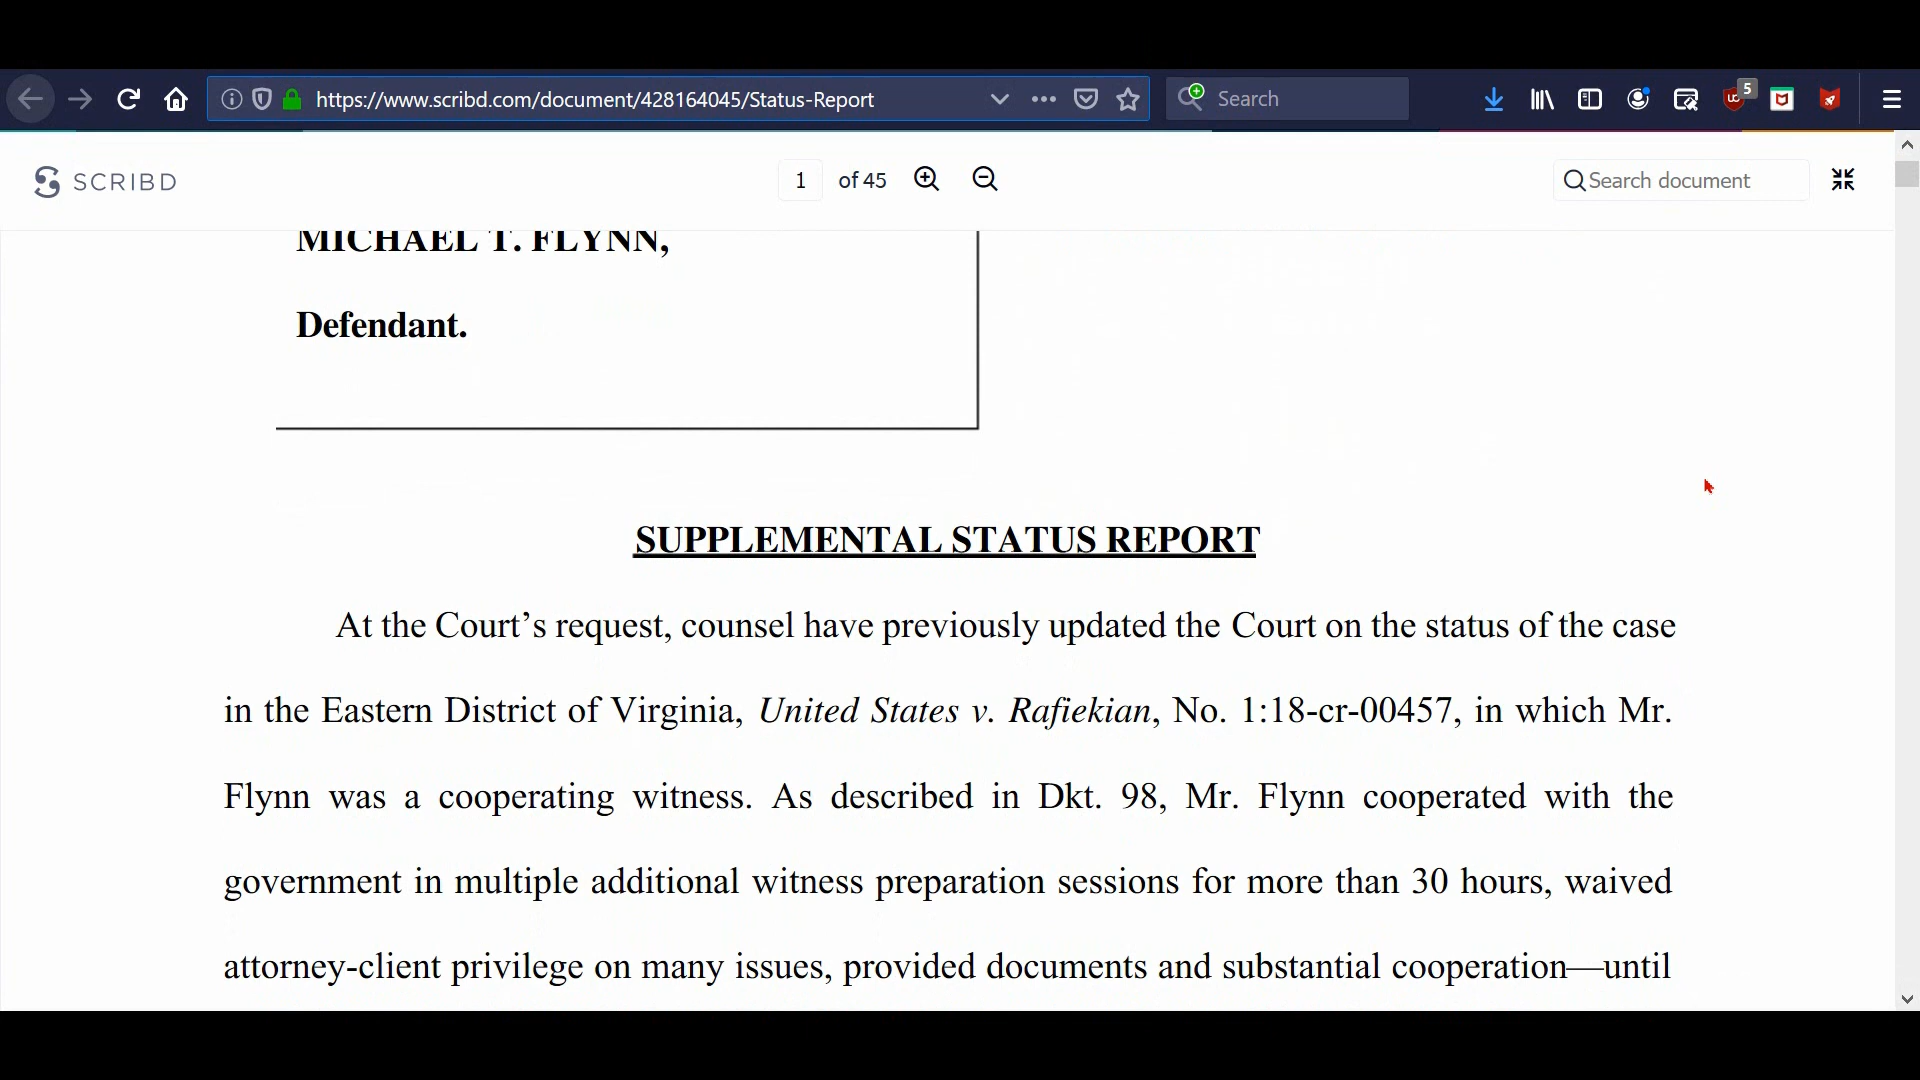 https://www.scribd.com/document/428164045/Status-Report
Search
5
SCRIBD
1 of 45
Search document
MICHAEL T. FLYNN,
Defendant.
SUPPLEMENTAL STATUS REPORT
At the Court’s request, counsel have previously updated the Court on the status of the case
in the Eastern District of Virginia, United States v. Rafiekian, No. 1:18-cr-00457, in which Mr.
Flynn was a cooperating witness. As described in Dkt. 98, Mr. Flynn cooperated with the
government in multiple additional witness preparation sessions for more than 30 hours, waived
attorney-client privilege on many issues, provided documents and substantial cooperation—until